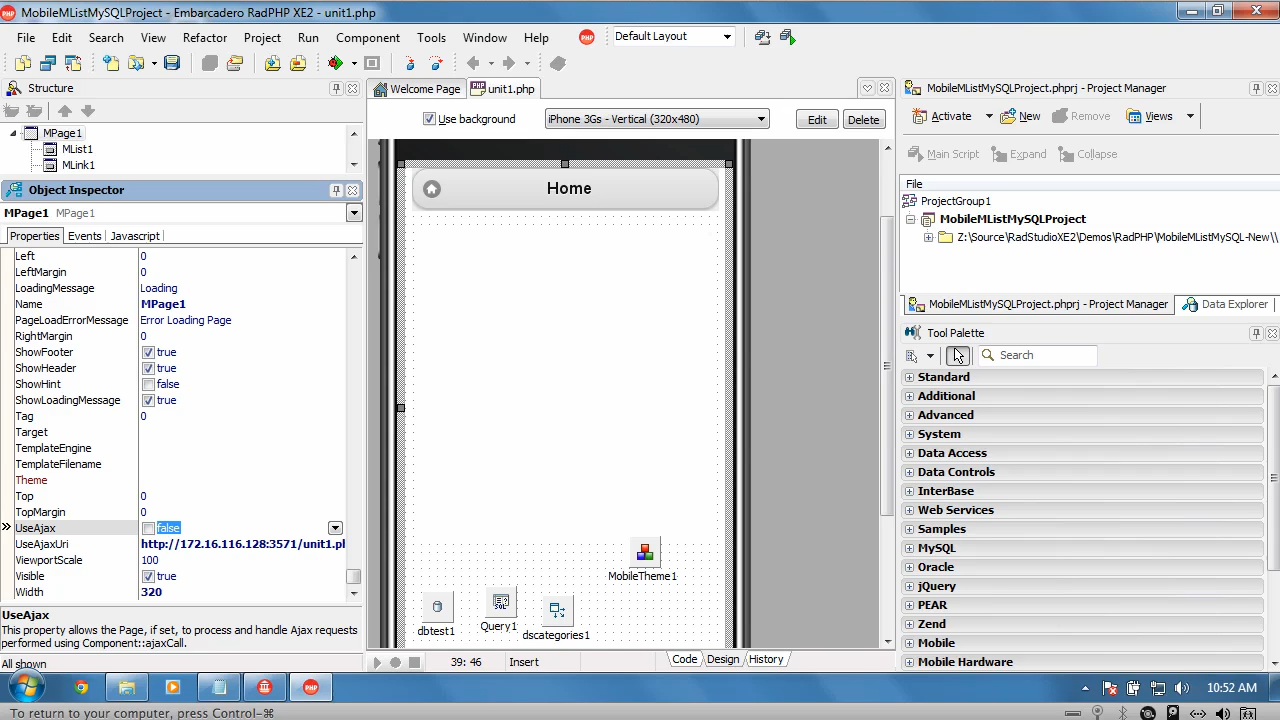 MobileMListMySQLProject - Embarcadero RadPHP XE2 - unit1.php
File Edit Search View Refactor Project Run Component Tools Window Help Default Layout
Structure
MPage1
MList1
MLink1
Object Inspector
MPage1 MPage1
Properties Events Javascript
Left 0
LeftMargin 0
LoadingMessage Loading
Name MPage1
PageLoadErrorMessage Error Loading Page
RightMargin 0
ShowFooter true
ShowHeader true
ShowHint false
ShowLoadingMessage true
Tag 0
Target
TemplateEngine
TemplateFilename
Theme
Top 0
TopMargin 0
UseAjax false
UseAjaxUri http://172.16.116.128:3571/unit1.pl
ViewportScale 100
Visible true
Width 320
UseAjax
This property allows the Page, if set, to process and handle Ajax requests
performed using Component::ajaxCall.
All shown
Welcome Page unit1.php
Use background iPhone 3Gs - Vertical (320x480) Edit Delete
Home
MobileTheme1
dbtest1 Query1 dscategories1
39: 46 Insert Code Design History
MobileMListMySQLProject.phprj - Project Manager
Activate New Remove Views
Main Script Expand Collapse
File
ProjectGroup1
MobileMListMySQLProject
Z:\Source\RadStudioXE2\Demos\RadPHP\MobileMListMySQL-New\\
MobileMListMySQLProject.phprj - Project Manager Data Explorer
Tool Palette
Search
Standard
Additional
Advanced
System
Data Access
Data Controls
InterBase
Web Services
Samples
MySQL
Oracle
jQuery
PEAR
Zend
Mobile
Mobile Hardware
10:52 AM
To return to your computer, press Control-⌘